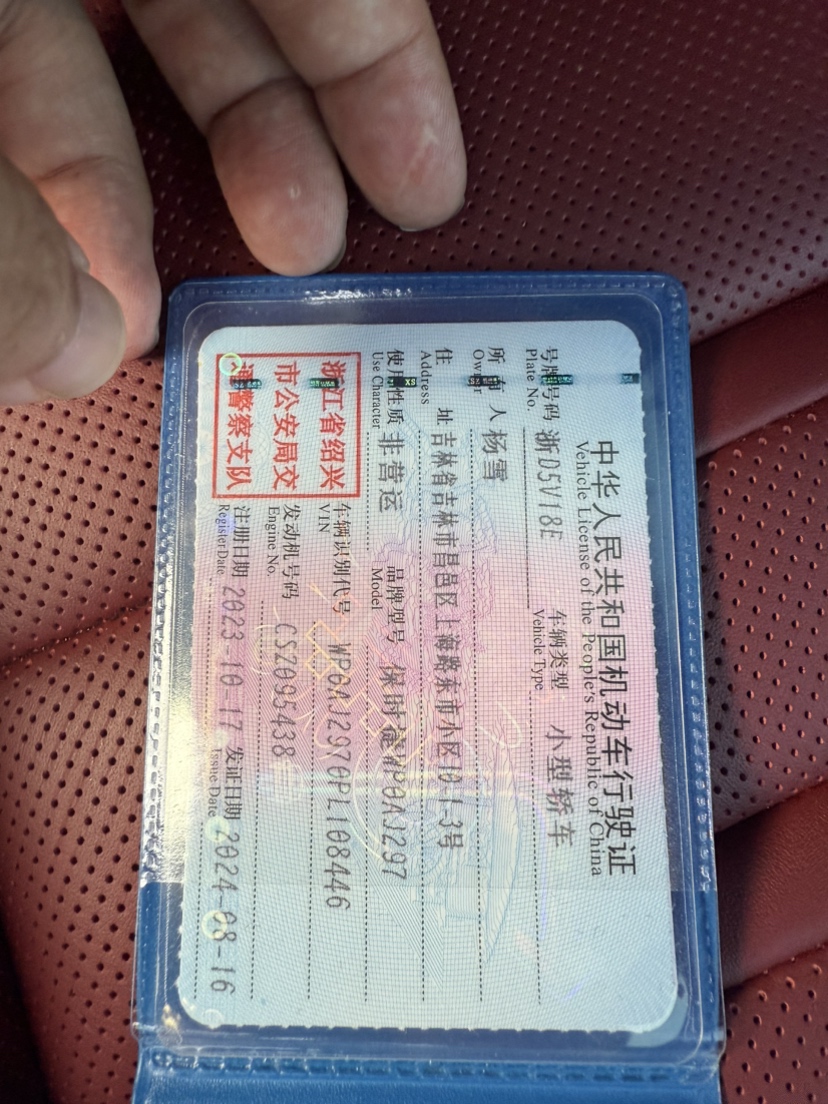 中华人民共和国机动车行驶证
Vehicle License of the People's Republic of China
号牌号码 浙D5V18E 车辆类型 小型轿车
Plate No. Vehicle Type
所有人 杨雪
Owner
住址 吉林省吉林市昌邑区上海路东市小区10-1-3号
Address
使用性质 非营运 品牌型号 保时捷WP0AJ297
Use Character Model
浙江省绍兴
市公安局交
通警察支队
车辆识别代号 WP0AJ2970PL108446
VIN
发动机号码 CSZ095438
Engine No.
注册日期 2023-10-17 发证日期 2024-08-16
Register Date Issue Date